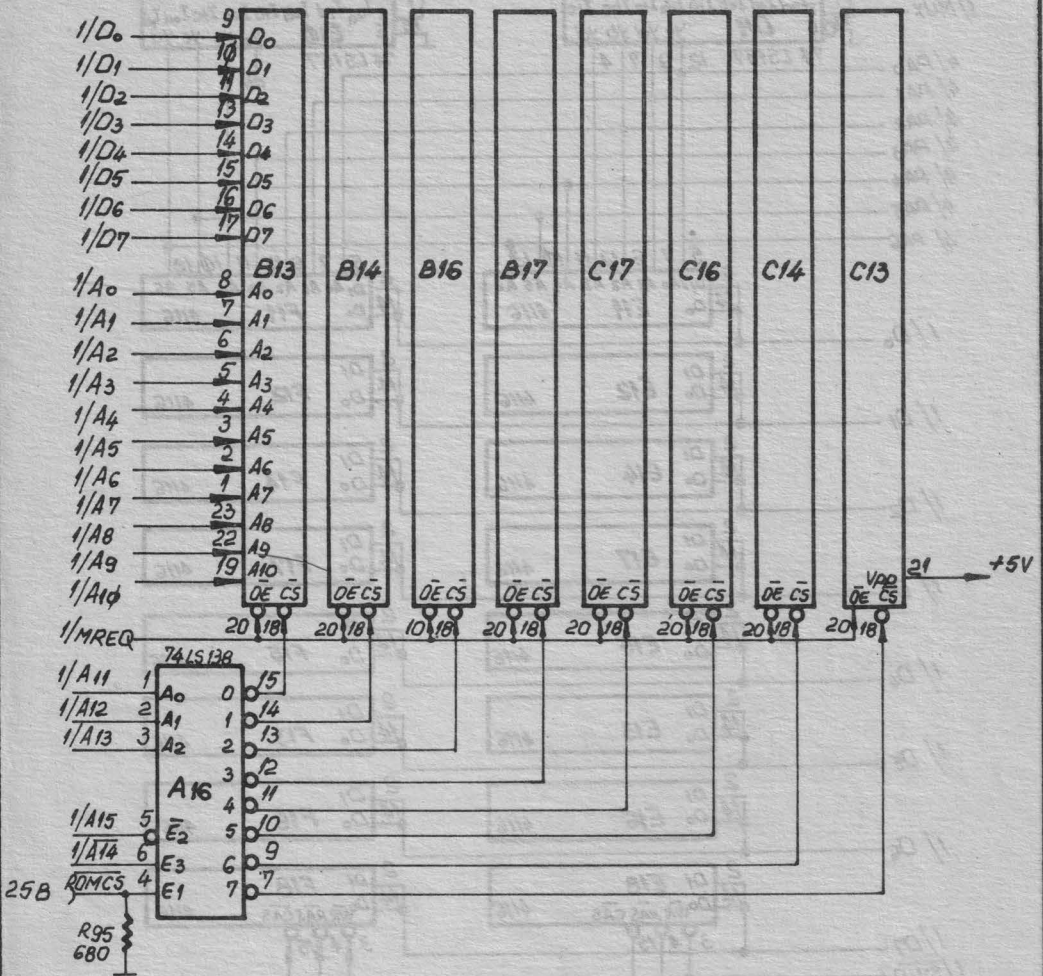 1/D0 9 D0
1/D1 10 D1
1/D2 11 D2
1/D3 13 D3
1/D4 14 D4
1/D5 15 D5
1/D6 16 D6
1/D7 17 D7
B13 B14 B16 B17 C17 C16 C14 C13
1/A0 8 A0
1/A1 7 A1
1/A2 6 A2
1/A3 5 A3
1/A4 4 A4
1/A5 3 A5
1/A6 2 A6
1/A7 1 A7
1/A8 23 A8
1/A9 22 A9
1/A10 19 A10
Vpp 21 +5V
OE CS OE CS OE CS OE CS OE CS OE CS OE CS OE CS
1/MREQ 20 18 20 18 10 18 20 18 20 18 20 18 20 18 20 18
74LS138
1/A11 1 A0 0 15
1/A12 2 A1 1 14
1/A13 3 A2 2 13
3 12
A16
4 11
1/A15 5 E2 5 10
1/A14 6 E3 6 9
25B ROMCS 4 E1 7 7
R95
680